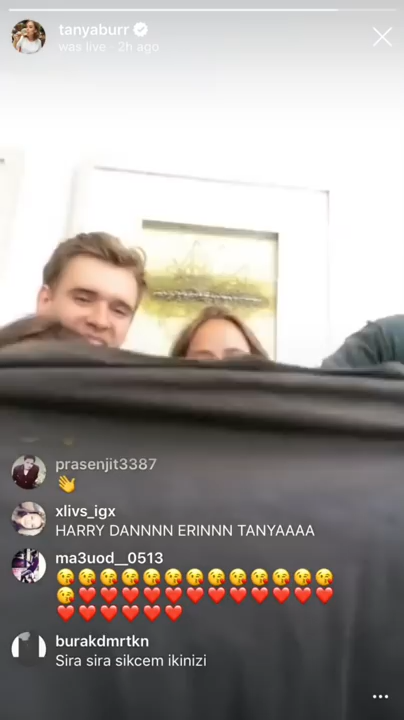 tanyaburr
was live · 2h ago
prasenjit3387
👋
xlivs_igx
HARRY DANNNN ERINNN TANYAAAA
ma3uod__0513
😘😘😘😘😘😘😘😘😘😘😘😘😘
😘❤️❤️❤️❤️❤️❤️❤️❤️❤️❤️❤️❤️
❤️❤️❤️❤️❤️❤️
burakdmrtkn
Sira sira sikcem ikinizi